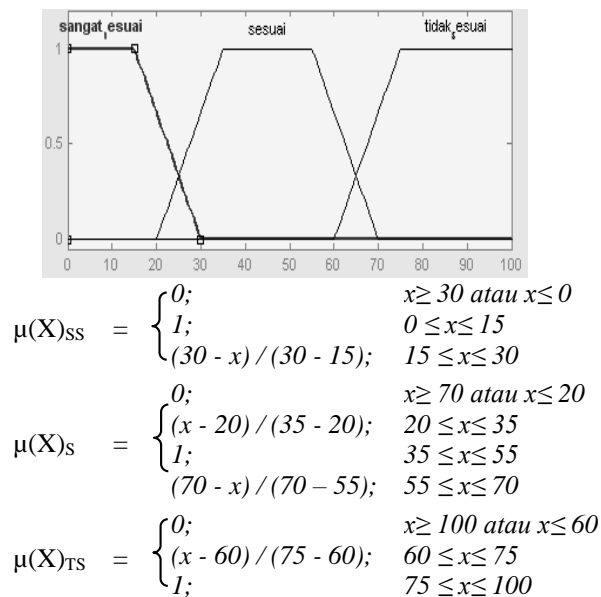 sangat_sesuai sesuai tidak_sesuai
1
0.5
0
0 10 20 30 40 50 60 70 80 90 100
0; x≥ 30 atau x≤ 0
μ(X)SS = 1; 0 ≤ x≤ 15
(30 - x) / (30 - 15); 15 ≤ x≤ 30
0; x≥ 70 atau x≤ 20
(x - 20) / (35 - 20); 20 ≤ x≤ 35
μ(X)S = 1; 35 ≤ x≤ 55
(70 - x) / (70 – 55); 55 ≤ x≤ 70
0; x≥ 100 atau x≤ 60
μ(X)TS = (x - 60) / (75 - 60); 60 ≤ x≤ 75
1; 75 ≤ x≤ 100